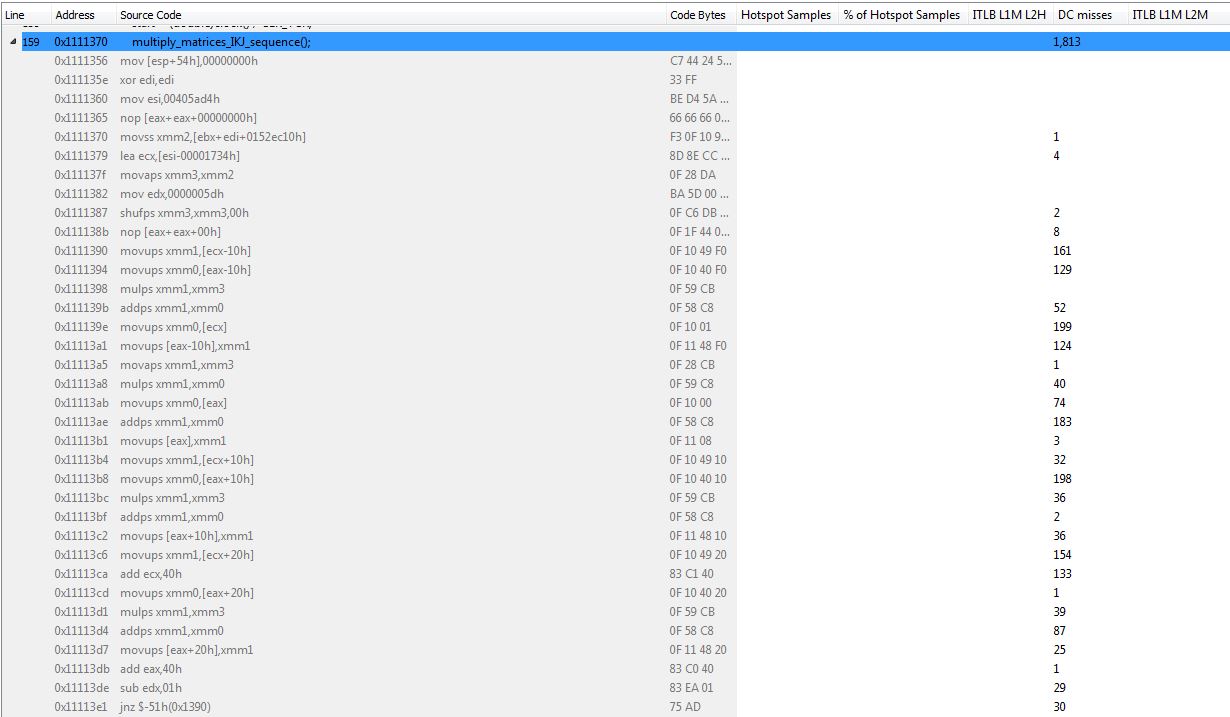 Line Address Source Code Code Bytes Hotspot Samples % of Hotspot Samples ITLB L1M L2H DC misses ITLB L1M L2M
159 0x1111370 multiply_matrices_IKJ_sequence(); 1,813
0x1111356 mov [esp+54h],00000000h C7 44 24 5...
0x111135e xor edi,edi 33 FF
0x1111360 mov esi,00405ad4h BE D4 5A ...
0x1111365 nop [eax+eax+00000000h] 66 66 66 0...
0x1111370 movss xmm2,[ebx+edi+0152ec10h] F3 0F 10 9... 1
0x1111379 lea ecx,[esi-00001734h] 8D 8E CC ... 4
0x111137f movaps xmm3,xmm2 0F 28 DA
0x1111382 mov edx,0000005dh BA 5D 00 ...
0x1111387 shufps xmm3,xmm3,00h 0F C6 DB ... 2
0x111138b nop [eax+eax+00h] 0F 1F 44 0... 8
0x1111390 movups xmm1,[ecx-10h] 0F 10 49 F0 161
0x1111394 movups xmm0,[eax-10h] 0F 10 40 F0 129
0x1111398 mulps xmm1,xmm3 0F 59 CB
0x111139b addps xmm1,xmm0 0F 58 C8 52
0x111139e movups xmm0,[ecx] 0F 10 01 199
0x11113a1 movups [eax-10h],xmm1 0F 11 48 F0 124
0x11113a5 movaps xmm1,xmm3 0F 28 CB 1
0x11113a8 mulps xmm1,xmm0 0F 59 C8 40
0x11113ab movups xmm0,[eax] 0F 10 00 74
0x11113ae addps xmm1,xmm0 0F 58 C8 183
0x11113b1 movups [eax],xmm1 0F 11 08 3
0x11113b4 movups xmm1,[ecx+10h] 0F 10 49 10 32
0x11113b8 movups xmm0,[eax+10h] 0F 10 40 10 198
0x11113bc mulps xmm1,xmm3 0F 59 CB 36
0x11113bf addps xmm1,xmm0 0F 58 C8 2
0x11113c2 movups [eax+10h],xmm1 0F 11 48 10 36
0x11113c6 movups xmm1,[ecx+20h] 0F 10 49 20 154
0x11113ca add ecx,40h 83 C1 40 133
0x11113cd movups xmm0,[eax+20h] 0F 10 40 20 1
0x11113d1 mulps xmm1,xmm3 0F 59 CB 39
0x11113d4 addps xmm1,xmm0 0F 58 C8 87
0x11113d7 movups [eax+20h],xmm1 0F 11 48 20 25
0x11113db add eax,40h 83 C0 40 1
0x11113de sub edx,01h 83 EA 01 29
0x11113e1 jnz $-51h(0x1390) 75 AD 30